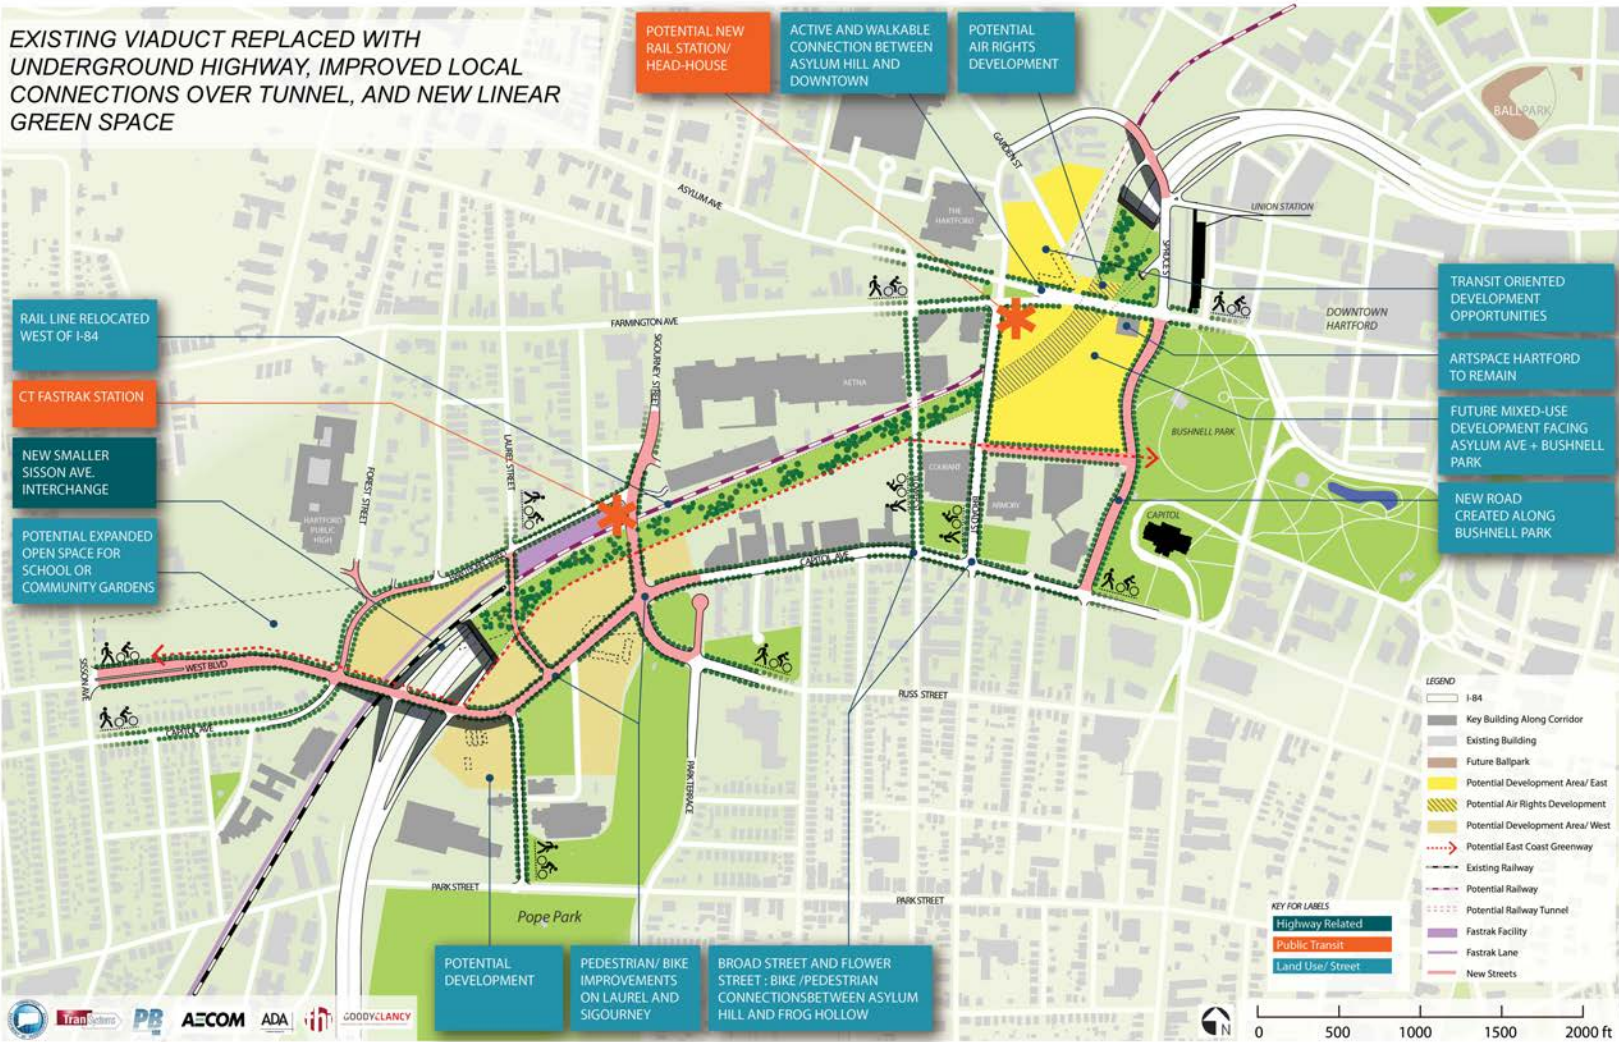 EXISTING VIADUCT REPLACED WITH
UNDERGROUND HIGHWAY, IMPROVED LOCAL
CONNECTIONS OVER TUNNEL, AND NEW LINEAR
GREEN SPACE
POTENTIAL NEW
RAIL STATION/
HEAD-HOUSE
ACTIVE AND WALKABLE
CONNECTION BETWEEN
ASYLUM HILL AND
DOWNTOWN
POTENTIAL
AIR RIGHTS
DEVELOPMENT
BALLPARK
GARDEN ST
ASYLUM AVE
THE
HARTFORD
UNION STATION
SPRUCE ST
RAIL LINE RELOCATED
WEST OF I-84
CT FASTRAK STATION
NEW SMALLER
SISSON AVE.
INTERCHANGE
POTENTIAL EXPANDED
OPEN SPACE FOR
SCHOOL OR
COMMUNITY GARDENS
TRANSIT ORIENTED
DEVELOPMENT
OPPORTUNITIES
ARTSPACE HARTFORD
TO REMAIN
FUTURE MIXED-USE
DEVELOPMENT FACING
ASYLUM AVE + BUSHNELL
PARK
NEW ROAD
CREATED ALONG
BUSHNELL PARK
DOWNTOWN
HARTFORD
FARMINGTON AVE
SIGOURNEY STREET
AETNA
BUSHNELL PARK
LAUREL STREET
FOREST STREET
HARTFORD
PUBLIC
HIGH
COURANT
BROAD ST
ARMORY
CAPITOL
CAPITOL AVE
SISSON AVE
WEST BLVD
CAPITOL AVE
RUSS STREET
PARK TERRACE
PARK STREET
PARK STREET
Pope Park
POTENTIAL
DEVELOPMENT
PEDESTRIAN/ BIKE
IMPROVEMENTS
ON LAUREL AND
SIGOURNEY
BROAD STREET AND FLOWER
STREET : BIKE /PEDESTRIAN
CONNECTIONSBETWEEN ASYLUM
HILL AND FROG HOLLOW
LEGEND
I-84
Key Building Along Corridor
Existing Building
Future Ballpark
Potential Development Area/ East
Potential Air Rights Development
Potential Development Area/ West
Potential East Coast Greenway
Existing Railway
Potential Railway
Potential Railway Tunnel
Fastrak Facility
Fastrak Lane
New Streets
KEY FOR LABELS
Highway Related
Public Transit
Land Use/ Street
TranSystems
PB
AECOM
ADA
fhi
GOODYCLANCY
N
0 500 1000 1500 2000 ft